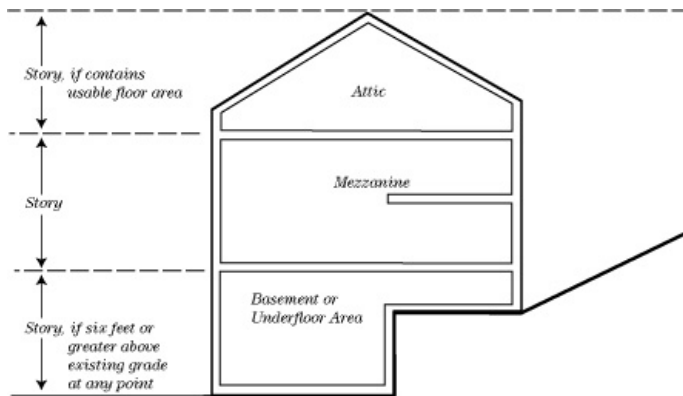 Story, if contains
usable floor area
Attic
Mezzanine
Story
Basement or
Underfloor Area
Story, if six feet or
greater above
existing grade
at any point